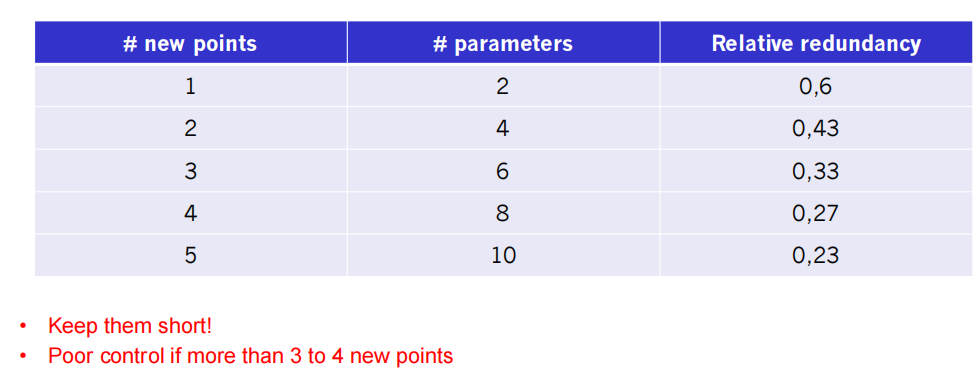 # new points # parameters Relative redundancy
1 2 0,6
2 4 0,43
3 6 0,33
4 8 0,27
5 10 0,23
• Keep them short!
• Poor control if more than 3 to 4 new points